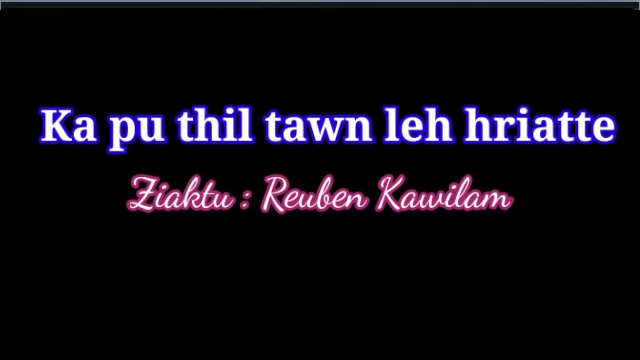 Ka pu thil tawn leh hriatte
Ziaktu : Reuben Kawilam